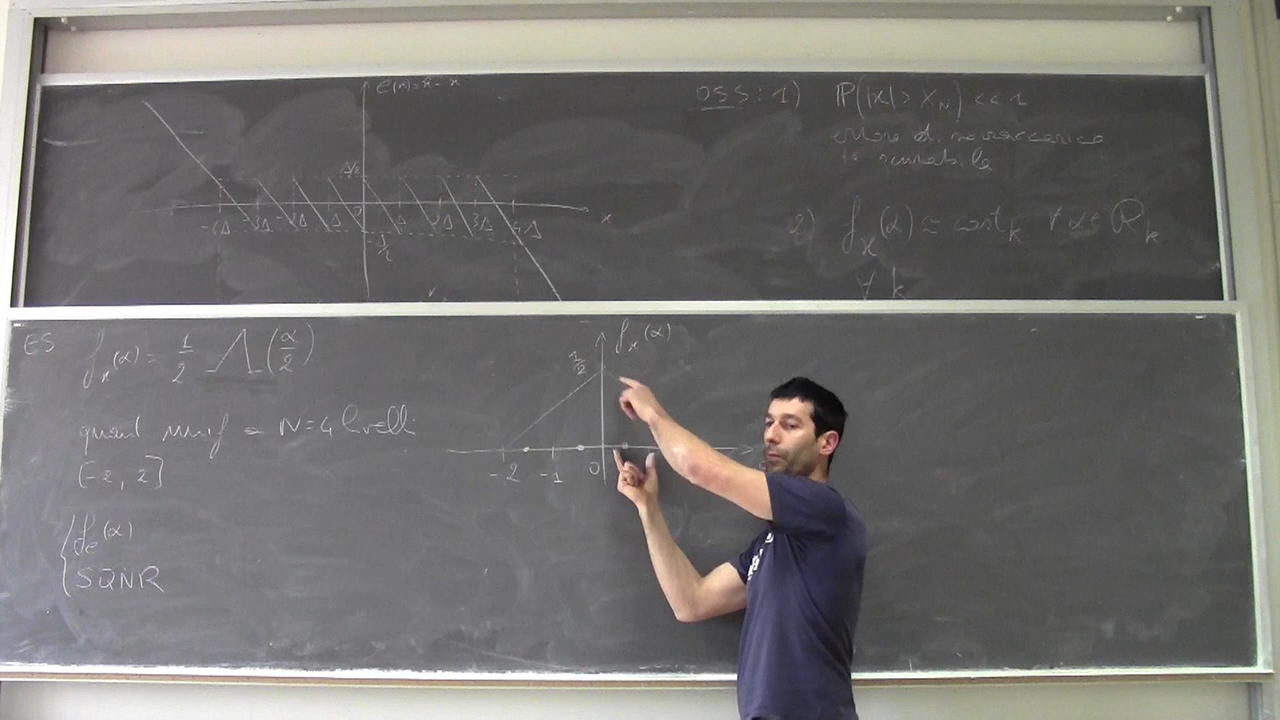 e(x) = x̂ - x
Δ/2
-4Δ -3Δ -2Δ -Δ 0 Δ 2Δ 3Δ 4Δ x
-Δ/2
OSS: 1) P(|x| > X_N) << 1
errore di sovraccarico
2) f_x(α) ≃ cost_k ∀ α ∈ R_k
∀ k
ES f_x(α) = 1/2 Λ(α/2)
quant unif a N=4 livelli
[-2, 2]
{ f_e(α)
SQNR
f_x(α)
1/2
-2 -1 0